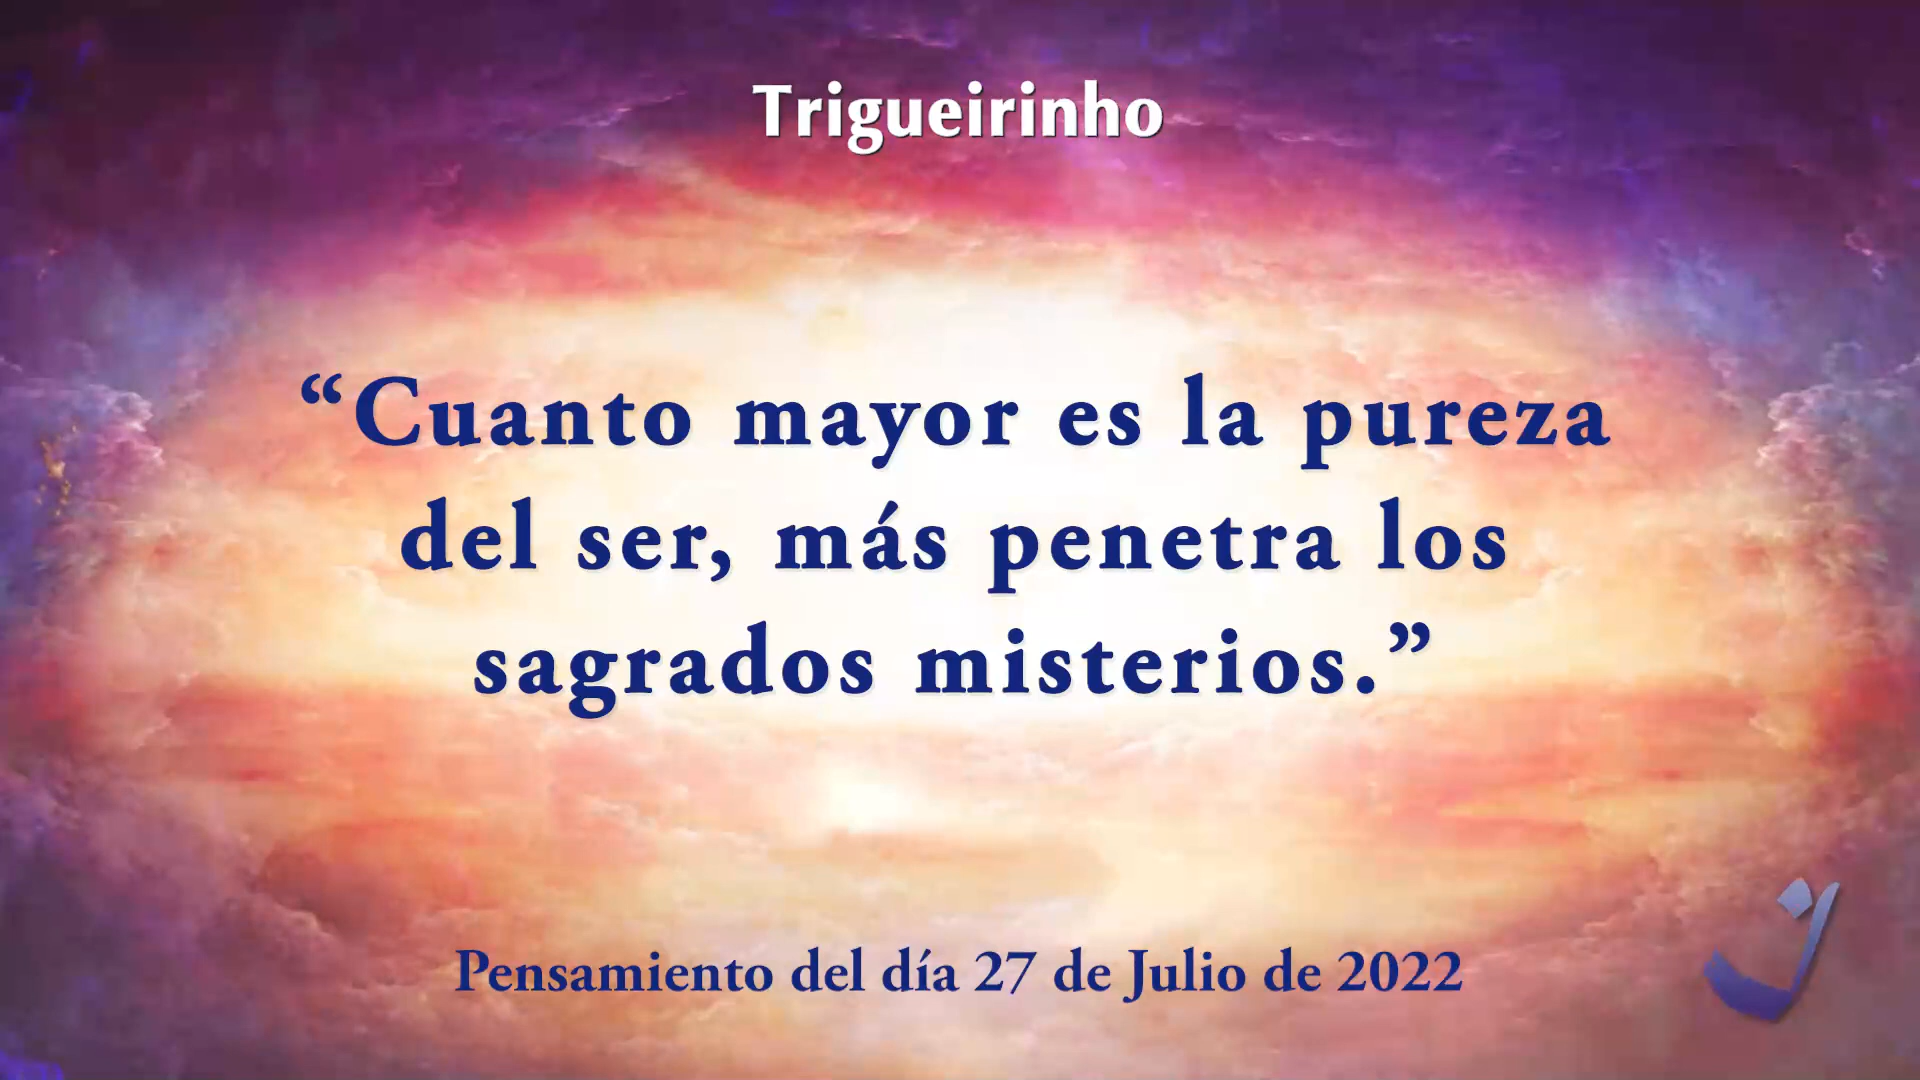 Trigueirinho
“Cuanto mayor es la pureza
del ser, más penetra los
sagrados misterios.”
Pensamiento del día 27 de Julio de 2022